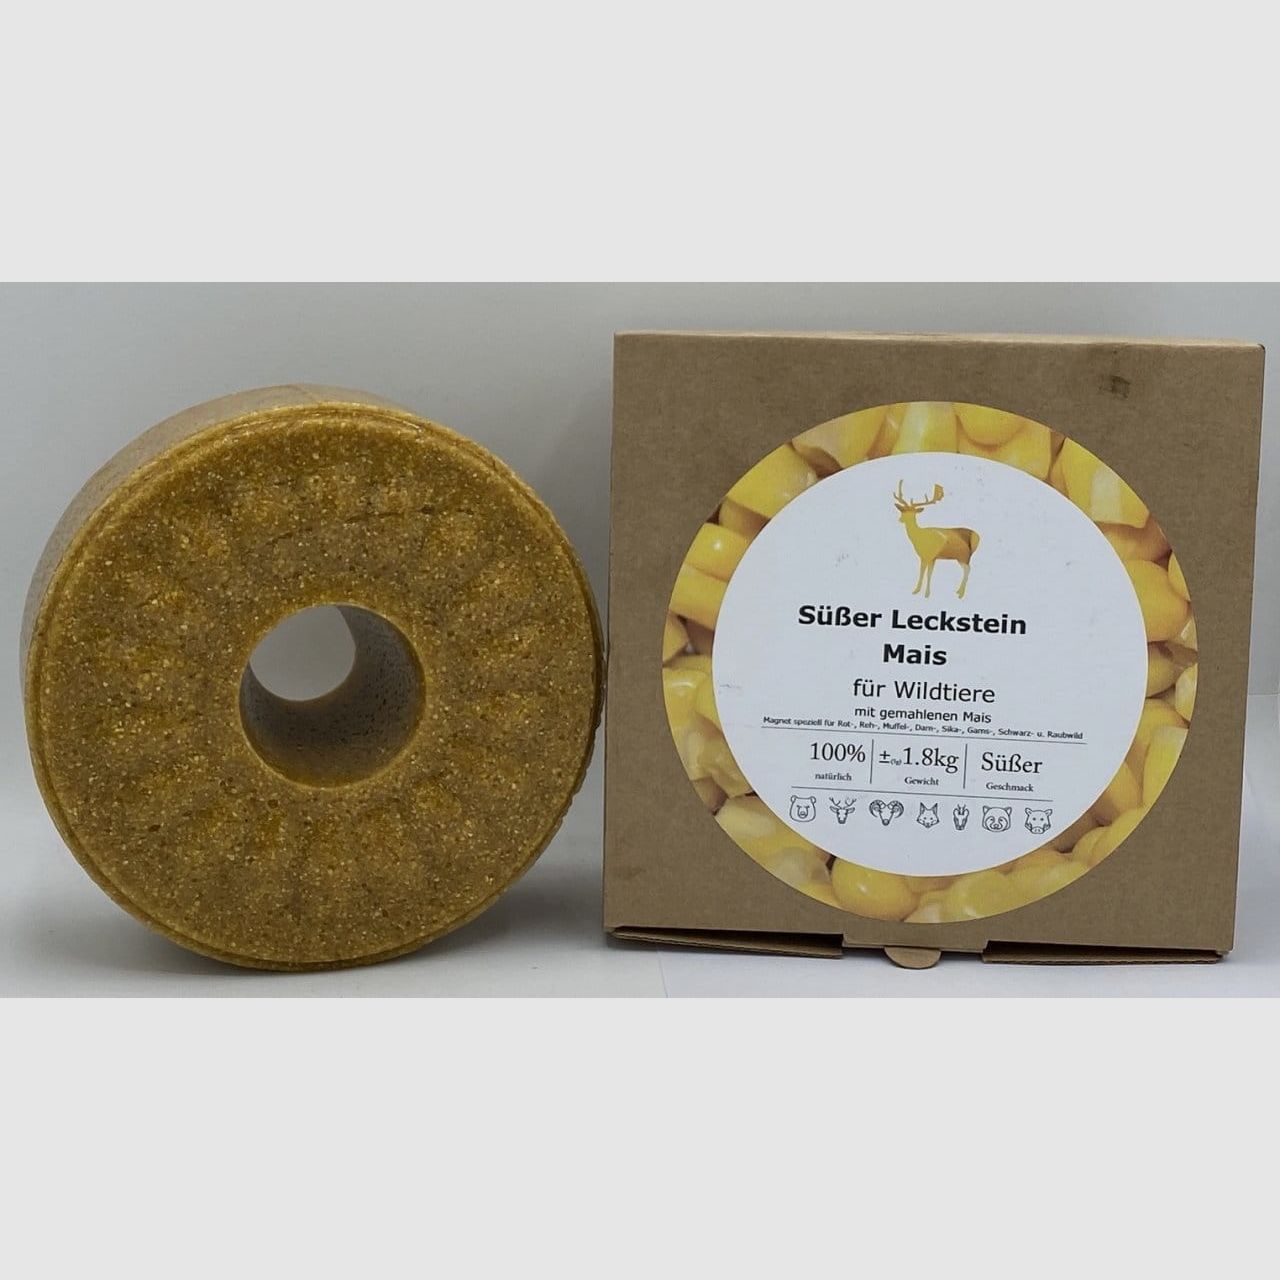 Süßer Leckstein
Mais
für Wildtiere
mit gemahlenen Mais
Magnet speziell für Rot-, Reh-, Muffel-, Dam-, Sika-, Gams-, Schwarz- u. Raubwild
100% ± 1.8kg Süßer
natürlich Gewicht Geschmack